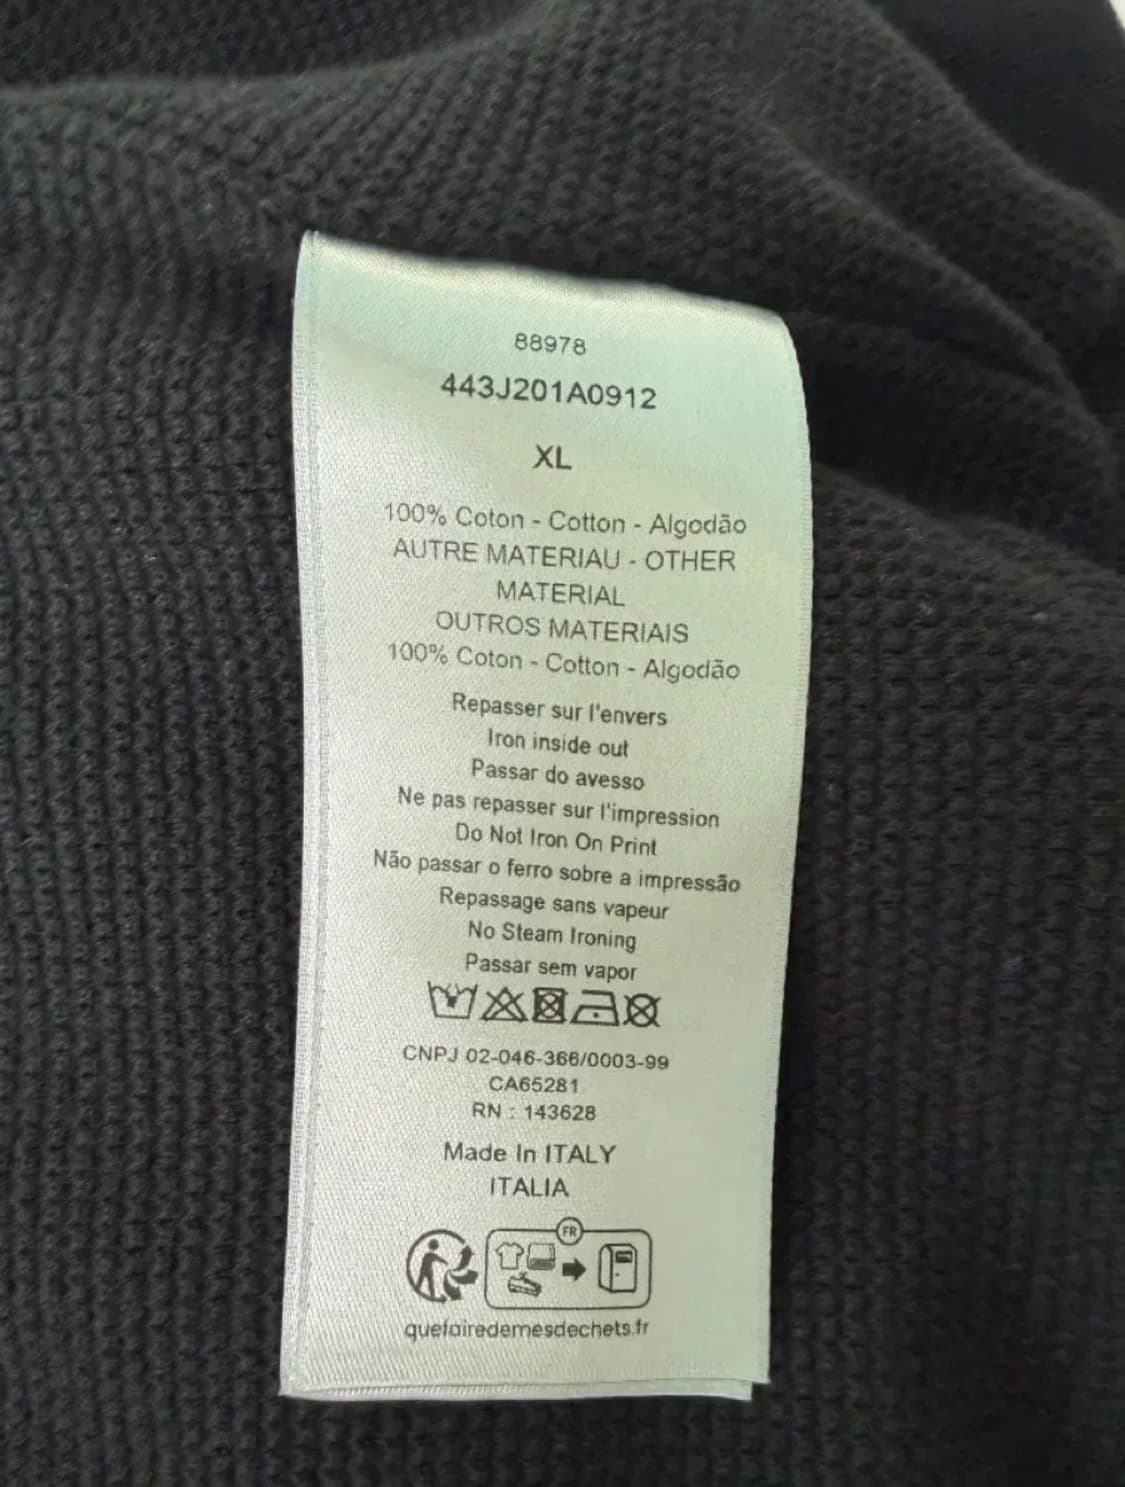 88978
443J201A0912
XL
100% Coton - Cotton - Algodão
AUTRE MATERIAU - OTHER
MATERIAL
OUTROS MATERIAIS
100% Coton - Cotton - Algodão
Repasser sur l'envers
Iron inside out
Passar do avesso
Ne pas repasser sur l'impression
Do Not Iron On Print
Não passar o ferro sobre a impressão
Repassage sans vapeur
No Steam Ironing
Passar sem vapor
CNPJ 02-046-366/0003-99
CA65281
RN : 143628
Made In ITALY
ITALIA
FR
quefairedemesdechets.fr